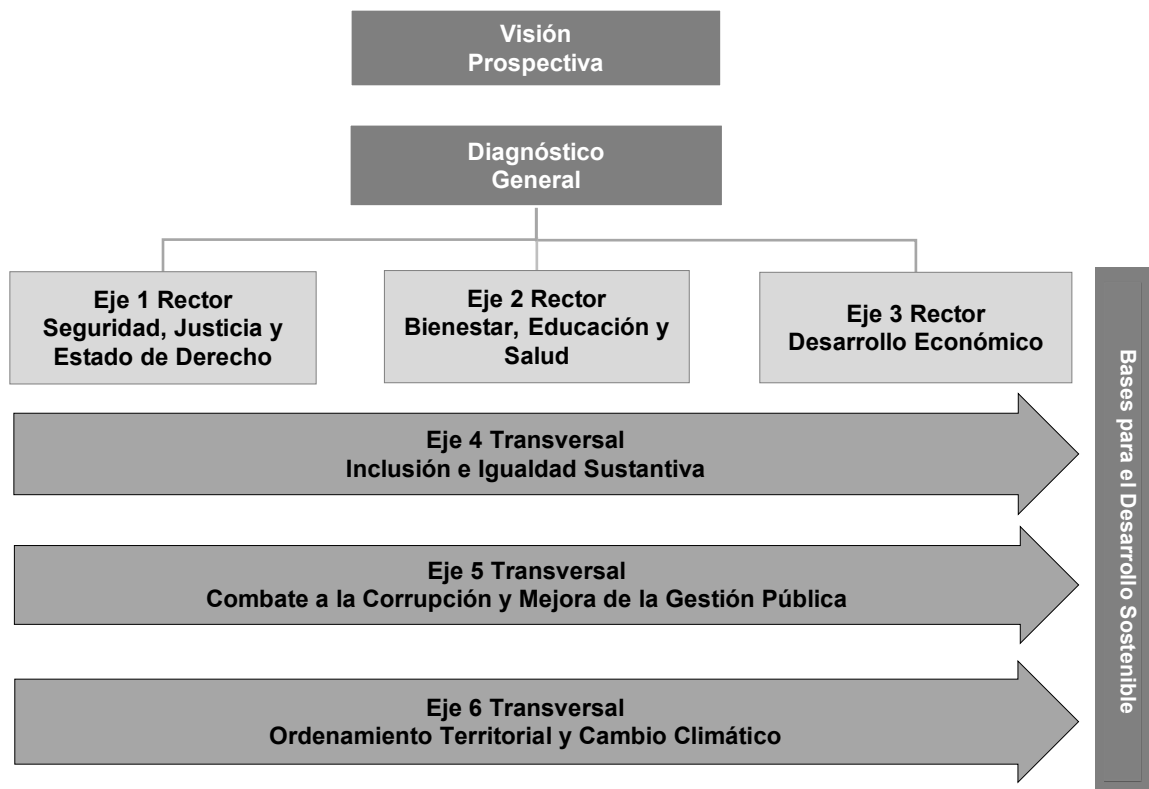 Visión
Prospectiva
Diagnóstico
General
Eje 1 Rector
Seguridad, Justicia y
Estado de Derecho
Eje 2 Rector
Bienestar, Educación y
Salud
Eje 3 Rector
Desarrollo Económico
Eje 4 Transversal
Inclusión e Igualdad Sustantiva
Eje 5 Transversal
Combate a la Corrupción y Mejora de la Gestión Pública
Eje 6 Transversal
Ordenamiento Territorial y Cambio Climático
Bases para el Desarrollo Sostenible